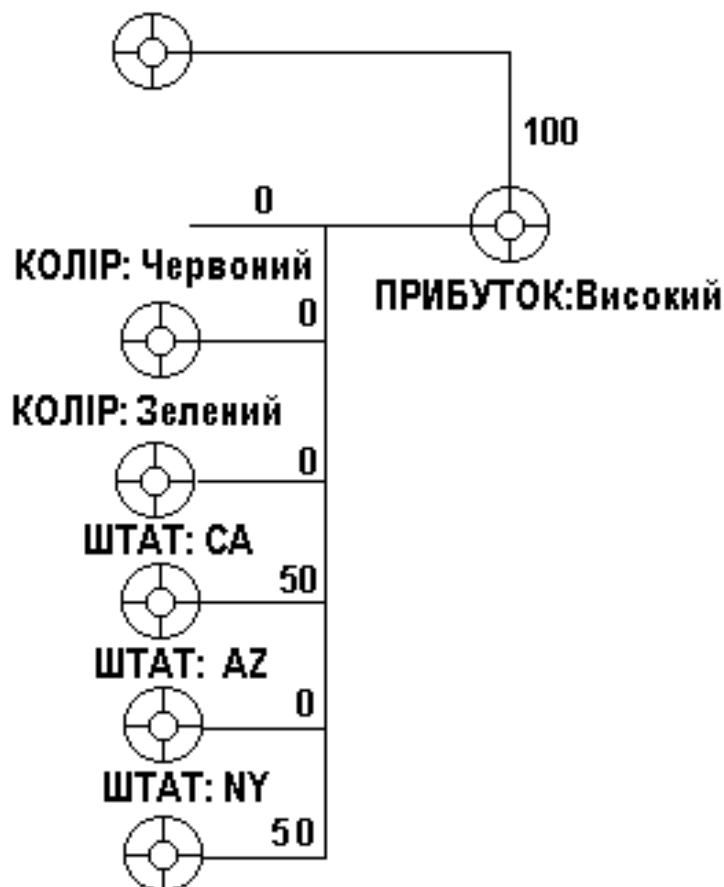 100
0
КОЛІР: Червоний
ПРИБУТОК:Високий
0
КОЛІР: Зелений
0
ШТАТ: CA
50
ШТАТ: AZ
0
ШТАТ: NY
50